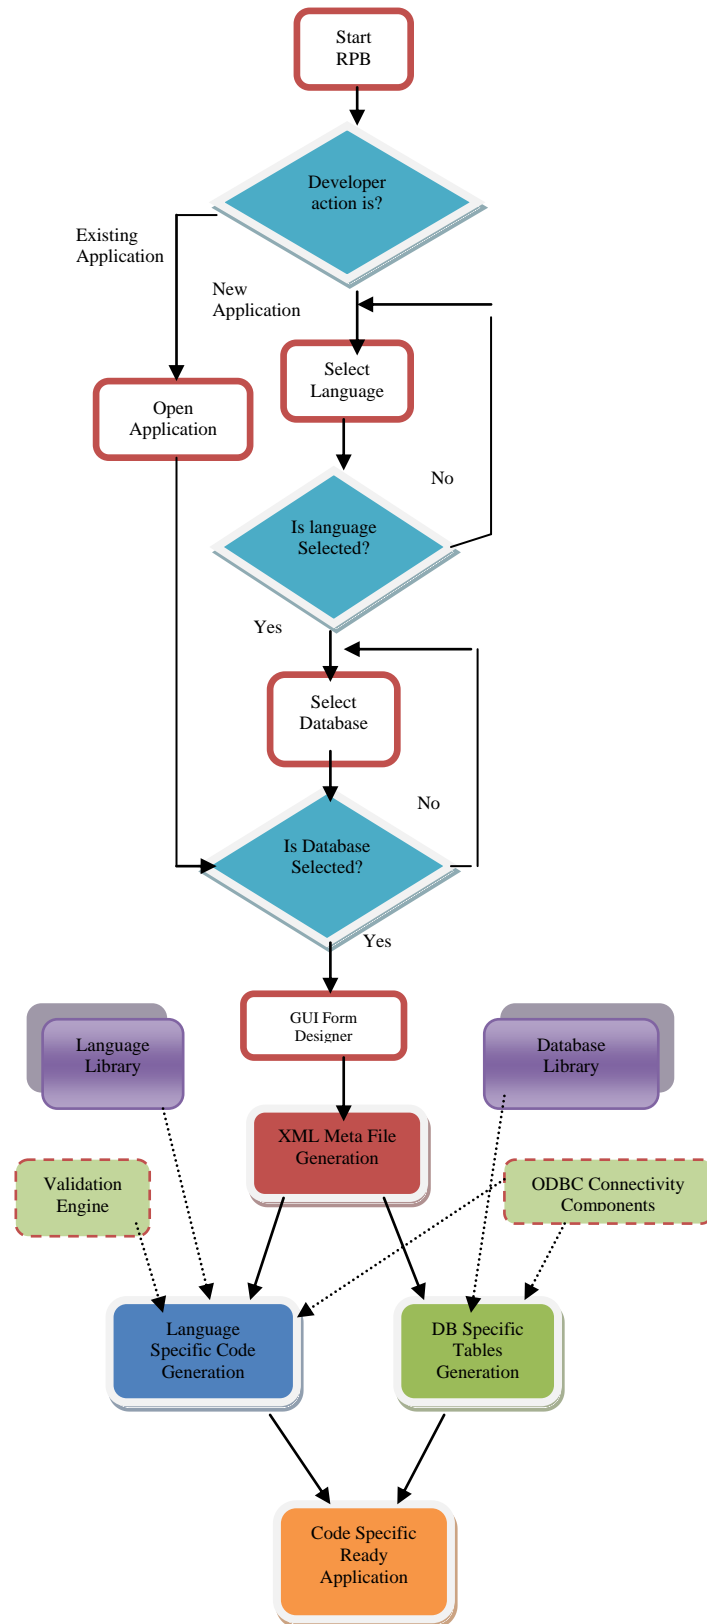 Start
RPB
Developer
action is?
Existing
Application
New
Application
Select
Language
Open
Application
No
Is language
Selected?
Yes
Select
Database
No
Is Database
Selected?
Yes
GUI Form
Designer
Language
Library
Database
Library
XML Meta File
Generation
Validation
Engine
ODBC Connectivity
Components
Language
Specific Code
Generation
DB Specific
Tables
Generation
Code Specific
Ready
Application